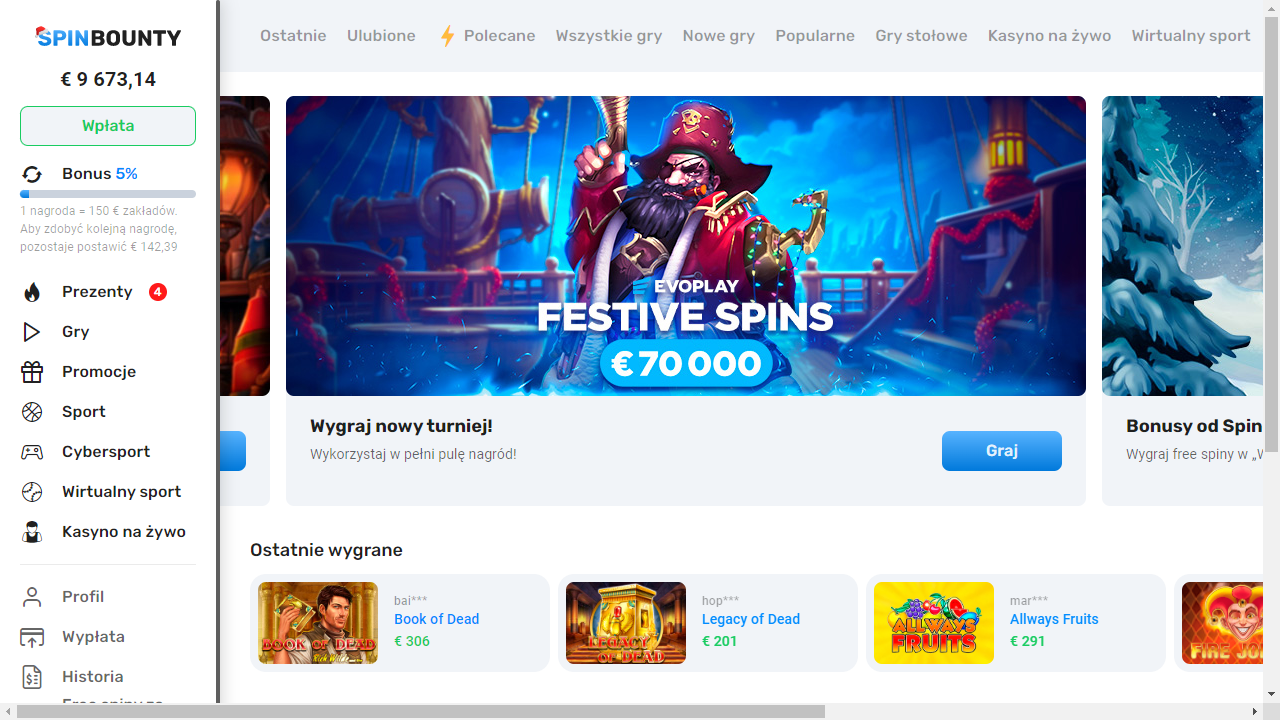 SPINBOUNTY
€ 9 673,14
Wpłata
Bonus 5%
1 nagroda = 150 € zakładów.
Aby zdobyć kolejną nagrodę,
pozostaje postawić € 142,39
Prezenty 4
Gry
Promocje
Sport
Cybersport
Wirtualny sport
Kasyno na żywo
Profil
Wypłata
Historia
Ostatnie Ulubione Polecane Wszystkie gry Nowe gry Popularne Gry stołowe Kasyno na żywo Wirtualny sport
EVOPLAY
FESTIVE SPINS
€ 70 000
Wygraj nowy turniej!
Wykorzystaj w pełni pulę nagród!
Graj
Bonusy od Spin
Wygraj free spiny w „W
Ostatnie wygrane
BOOK OF DEAD
bai***
Book of Dead
€ 306
LEGACY OF DEAD
hop***
Legacy of Dead
€ 201
ALLWAYS FRUITS
mar***
Allways Fruits
€ 291
FIRE JO